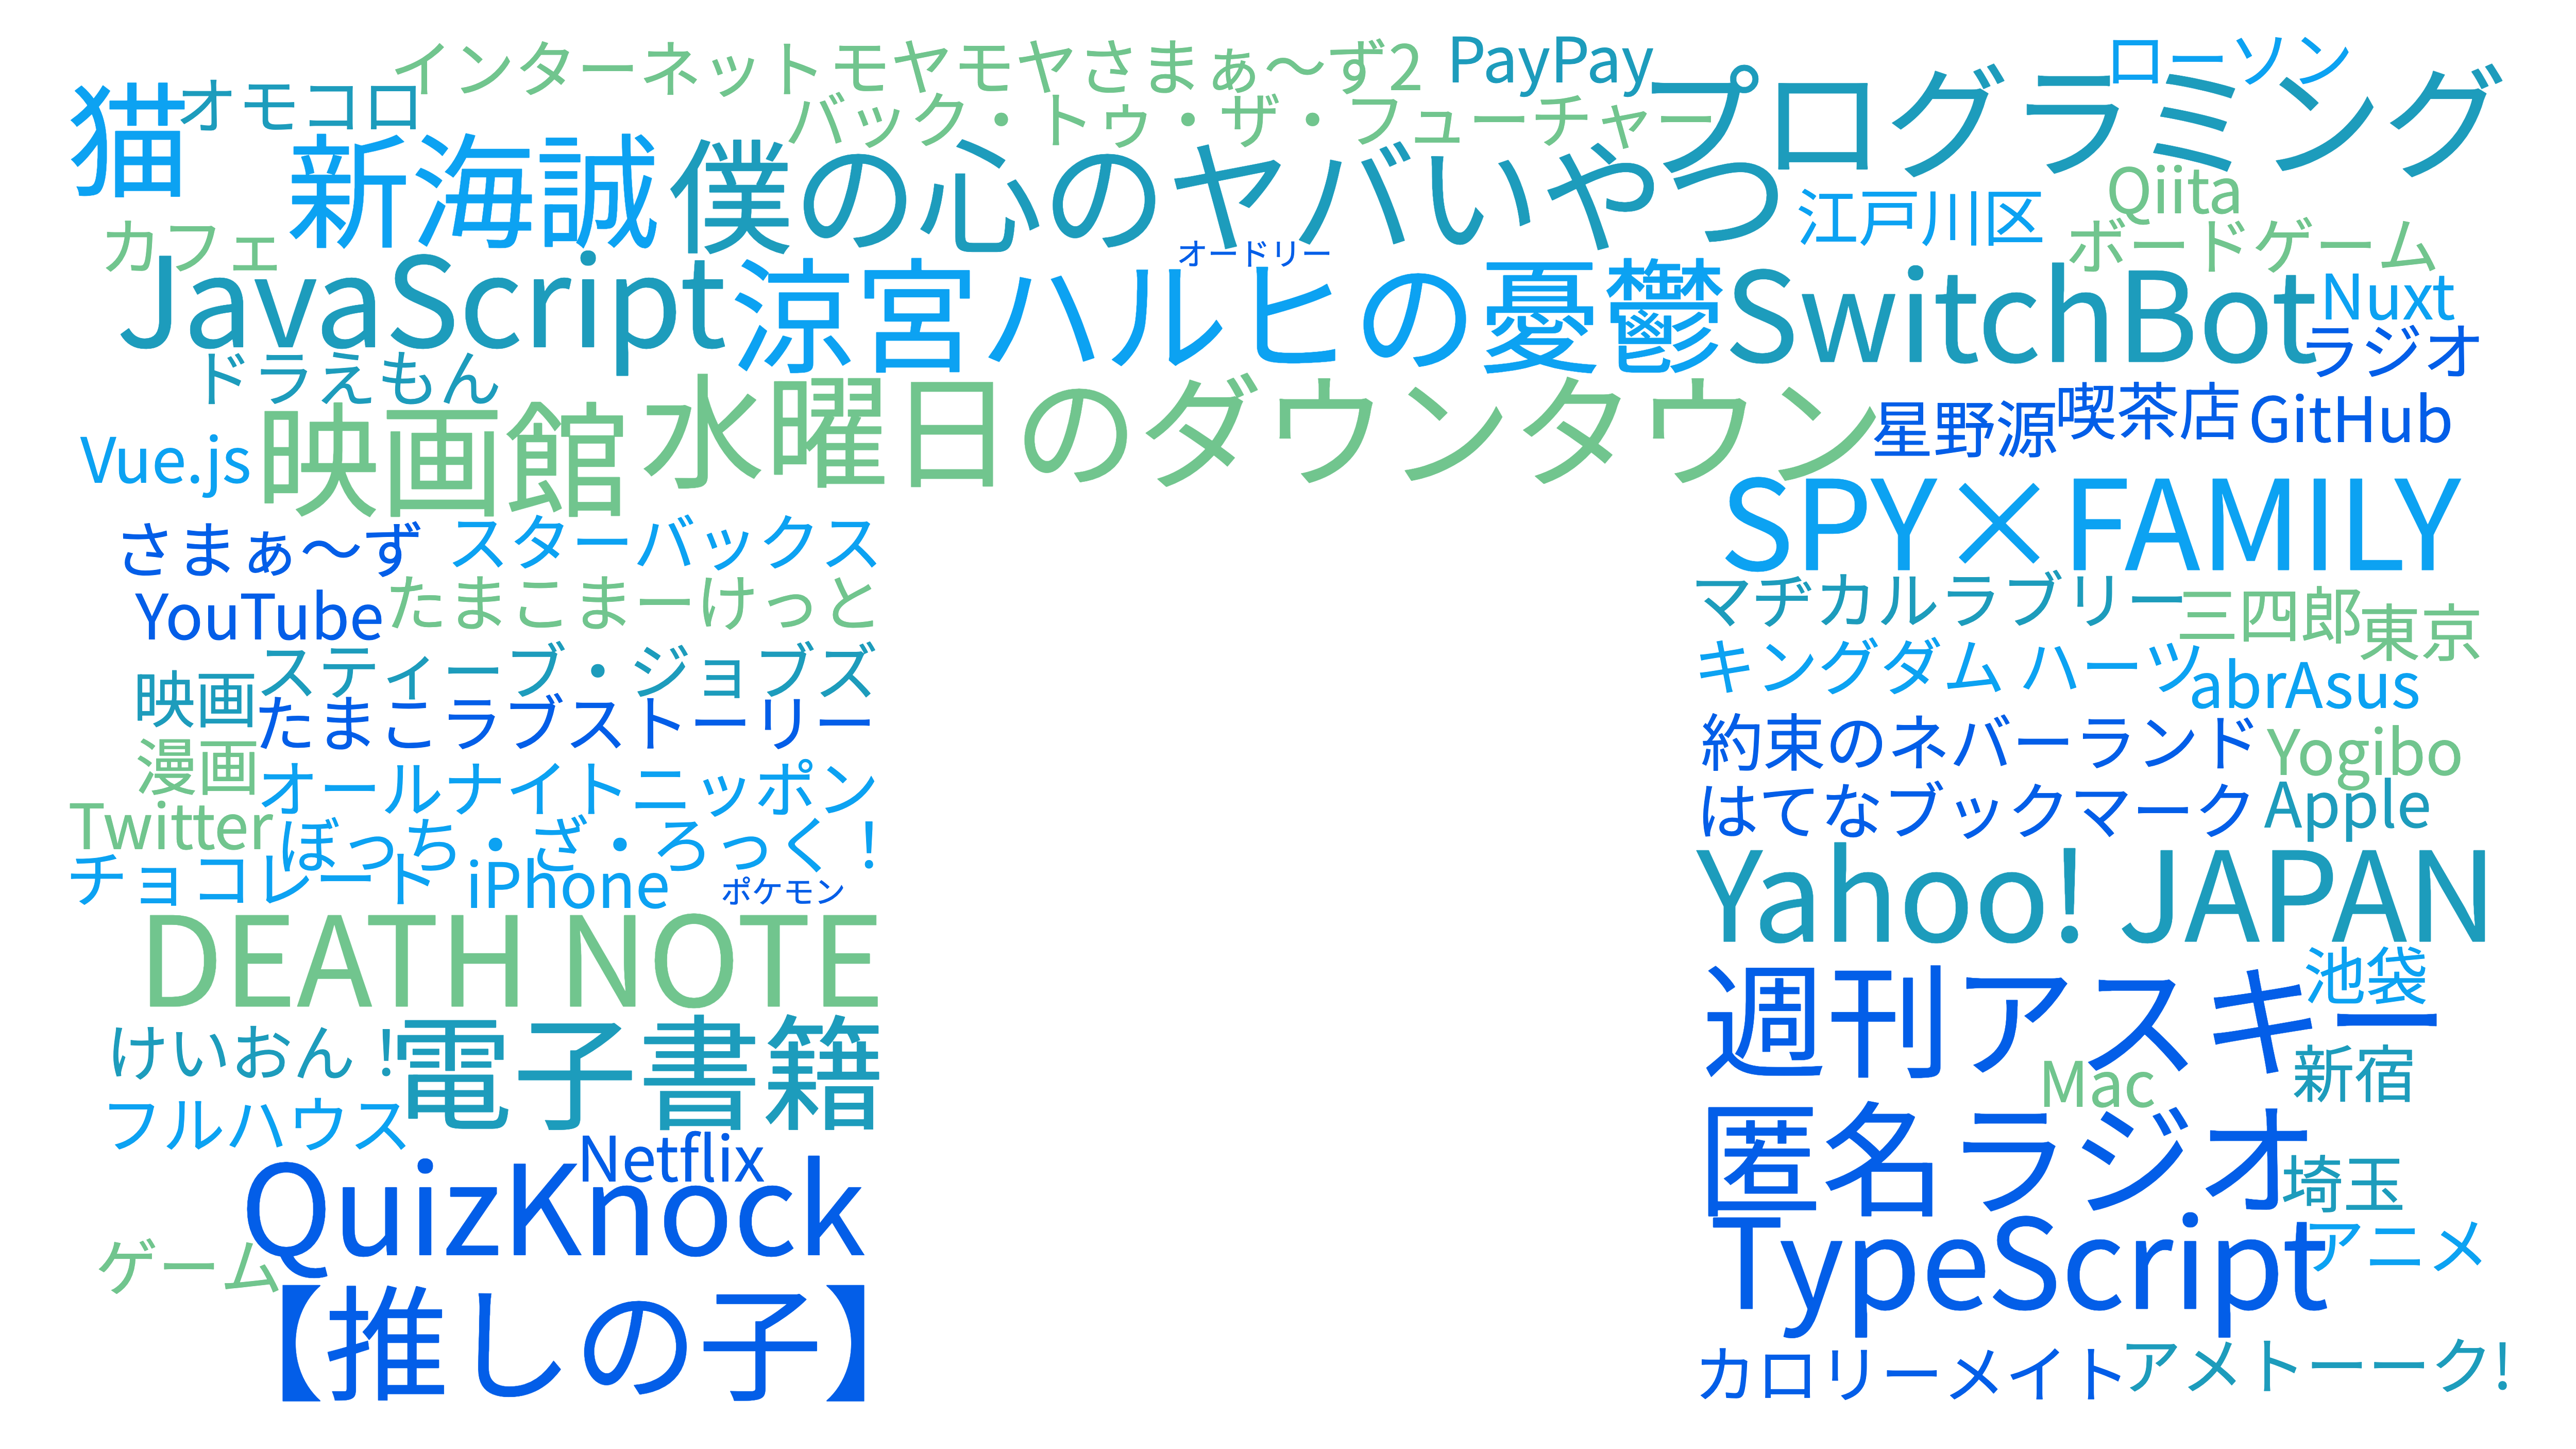 インターネット
モヤモヤさまぁ〜ず2
PayPay
ローソン
猫
オモコロ
バック・トゥ・ザ・フューチャー
プログラミング
新海誠
僕の心のヤバいやつ
江戸川区
Qiita
カフェ
オードリー
ボードゲーム
JavaScript
涼宮ハルヒの憂鬱
SwitchBot
Nuxt
ラジオ
ドラえもん
映画館
水曜日のダウンタウン
星野源
喫茶店
GitHub
Vue.js
さまぁ〜ず
スターバックス
SPY×FAMILY
YouTube
たまこまーけっと
マヂカルラブリー
三四郎
東京
スティーブ・ジョブズ
キングダム ハーツ
abrAsus
映画
たまこラブストーリー
約束のネバーランド
Yogibo
漫画
オールナイトニッポン
はてなブックマーク
Apple
Twitter
ぼっち・ざ・ろっく！
チョコレート
iPhone
ポケモン
Yahoo! JAPAN
DEATH NOTE
週刊アスキー
池袋
けいおん！
電子書籍
Mac
新宿
フルハウス
Netflix
匿名ラジオ
埼玉
QuizKnock
TypeScript
アニメ
ゲーム
【推しの子】
カロリーメイト
アメトーーク!